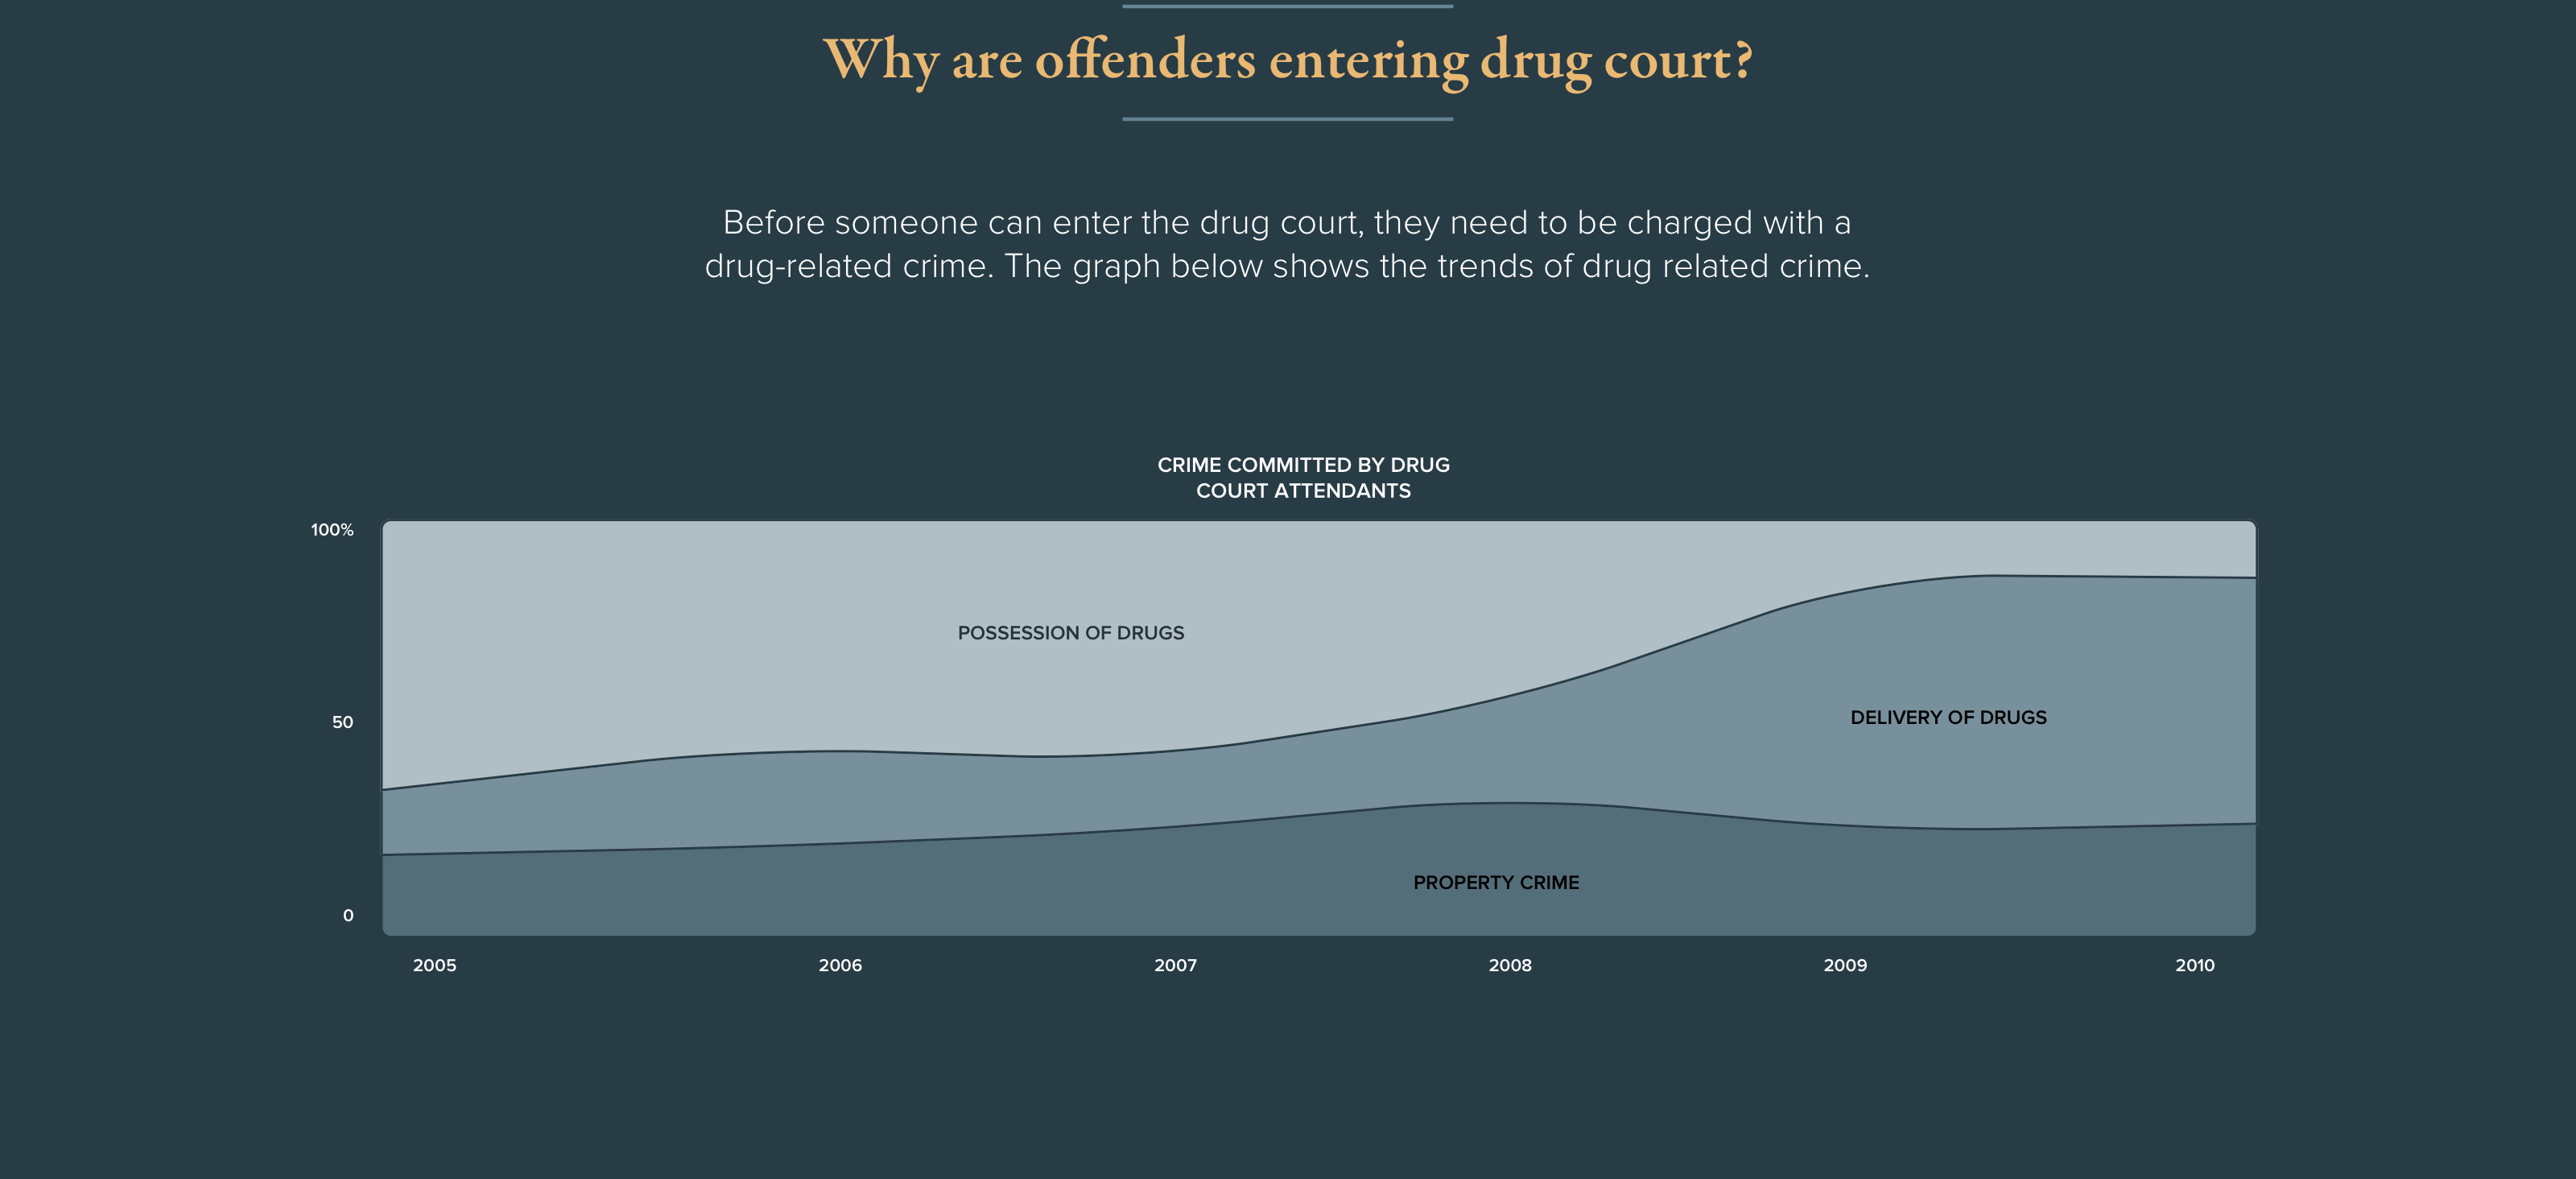 Why are offenders entering drug court?
Before someone can enter the drug court, they need to be charged with a
drug-related crime. The graph below shows the trends of drug related crime.
CRIME COMMITTED BY DRUG
COURT ATTENDANTS
100%
POSSESSION OF DRUGS
50
DELIVERY OF DRUGS
PROPERTY CRIME
0
2005 2006 2007 2008 2009 2010